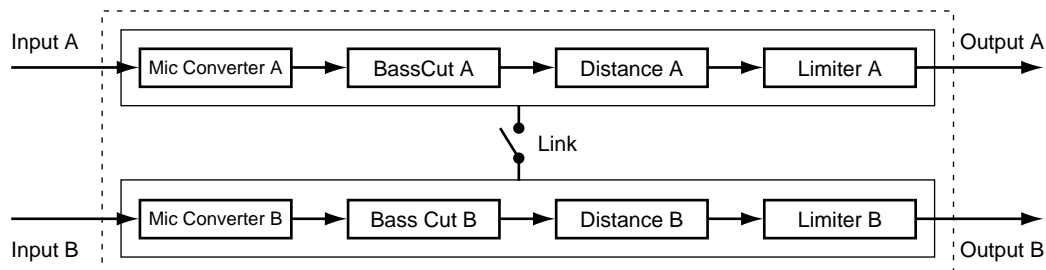 Input A
Output A
Mic Converter A
BassCut A
Distance A
Limiter A
Link
Mic Converter B
Bass Cut B
Distance B
Limiter B
Input B
Output B